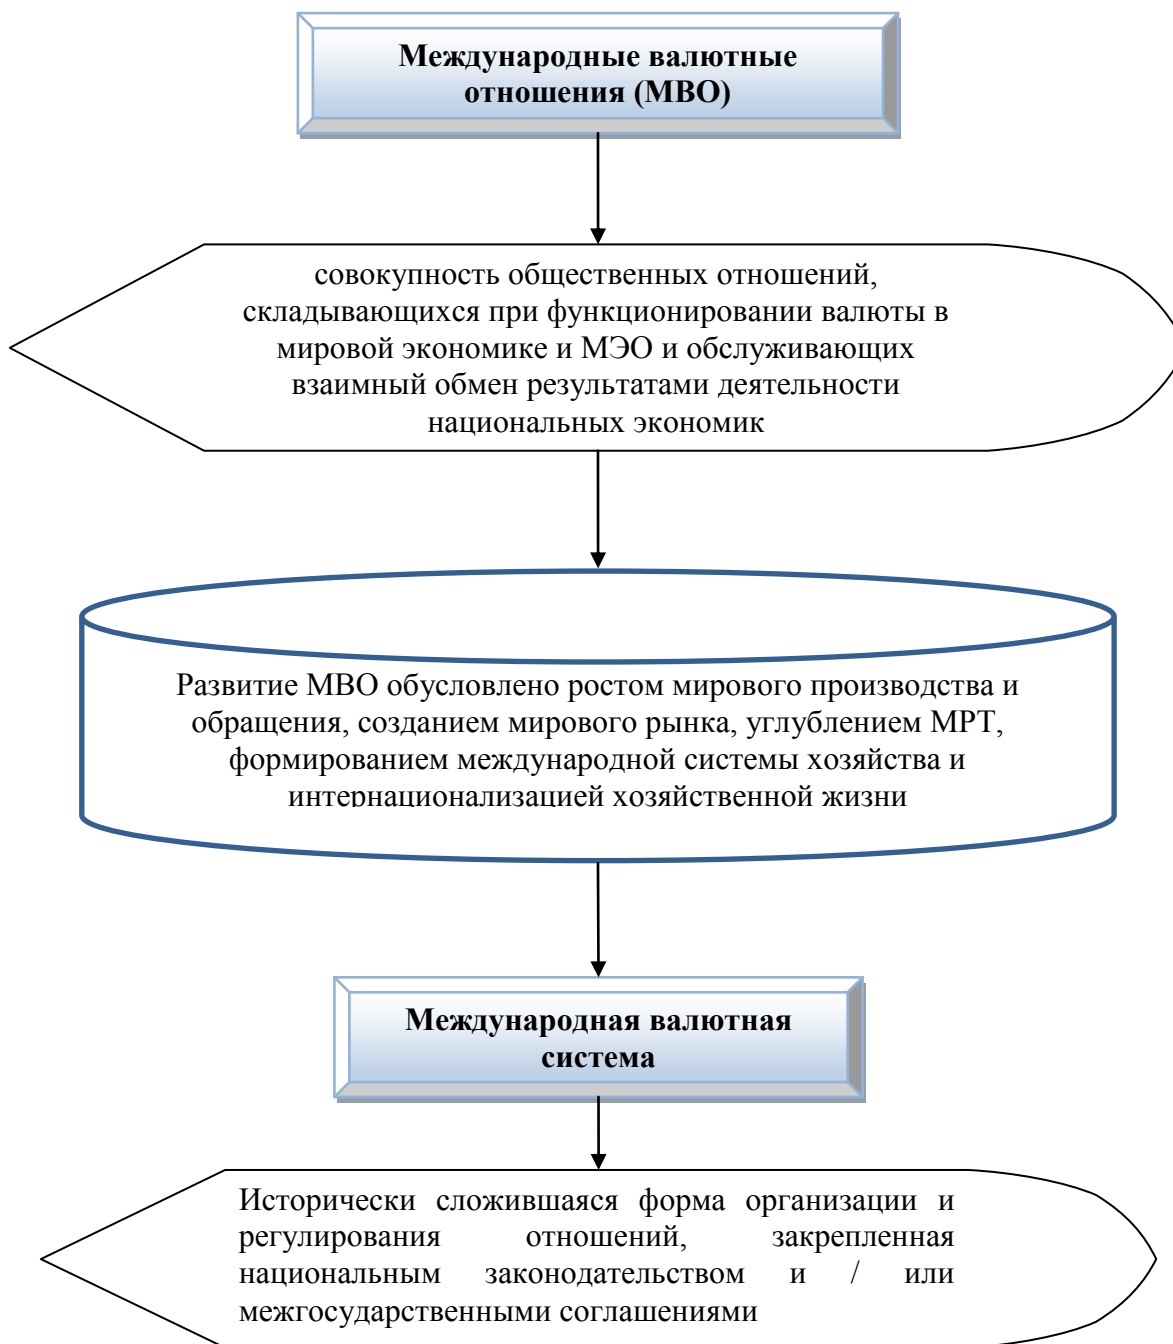 Международные валютные
отношения (МВО)
совокупность общественных отношений,
складывающихся при функционировании валюты в
мировой экономике и МЭО и обслуживающих
взаимный обмен результатами деятельности
национальных экономик
Развитие МВО обусловлено ростом мирового производства и
обращения, созданием мирового рынка, углублением МРТ,
формированием международной системы хозяйства и
интернационализацией хозяйственной жизни
Международная валютная
система
Исторически сложившаяся форма организации и
регулирования отношений, закрепленная
национальным законодательством и / или
межгосударственными соглашениями